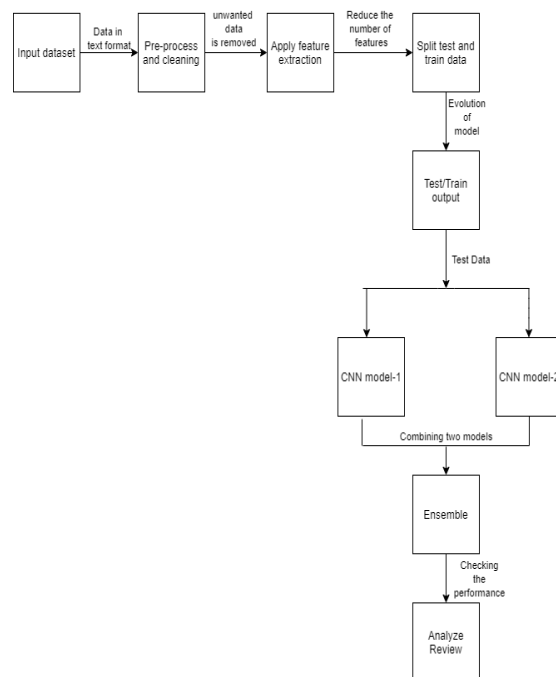 Input dataset
Data in
text format
Pre-process
and cleaning
unwanted
data
is removed
Apply feature
extraction
Reduce the
number of
features
Split test and
train data
Evolution
of
model
Test/Train
output
Test Data
CNN model-1
CNN model-2
Combining two models
Ensemble
Checking
the
performance
Analyze
Review